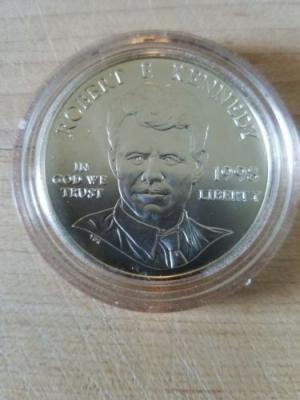 ROBERT F. KENNEDY
IN
GOD WE
TRUST
1998
LIBERTY